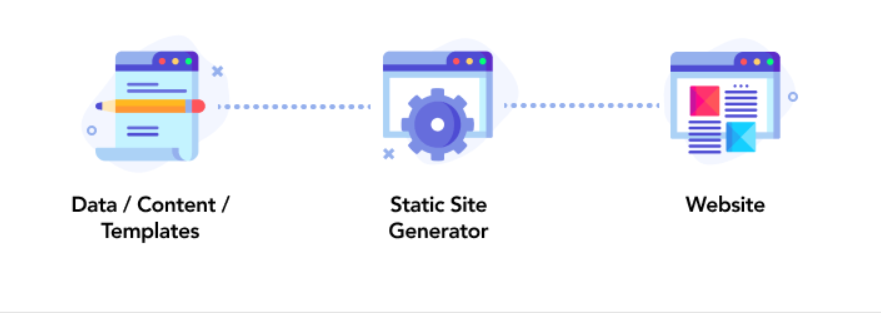 Data / Content /
Templates
Static Site
Generator
Website